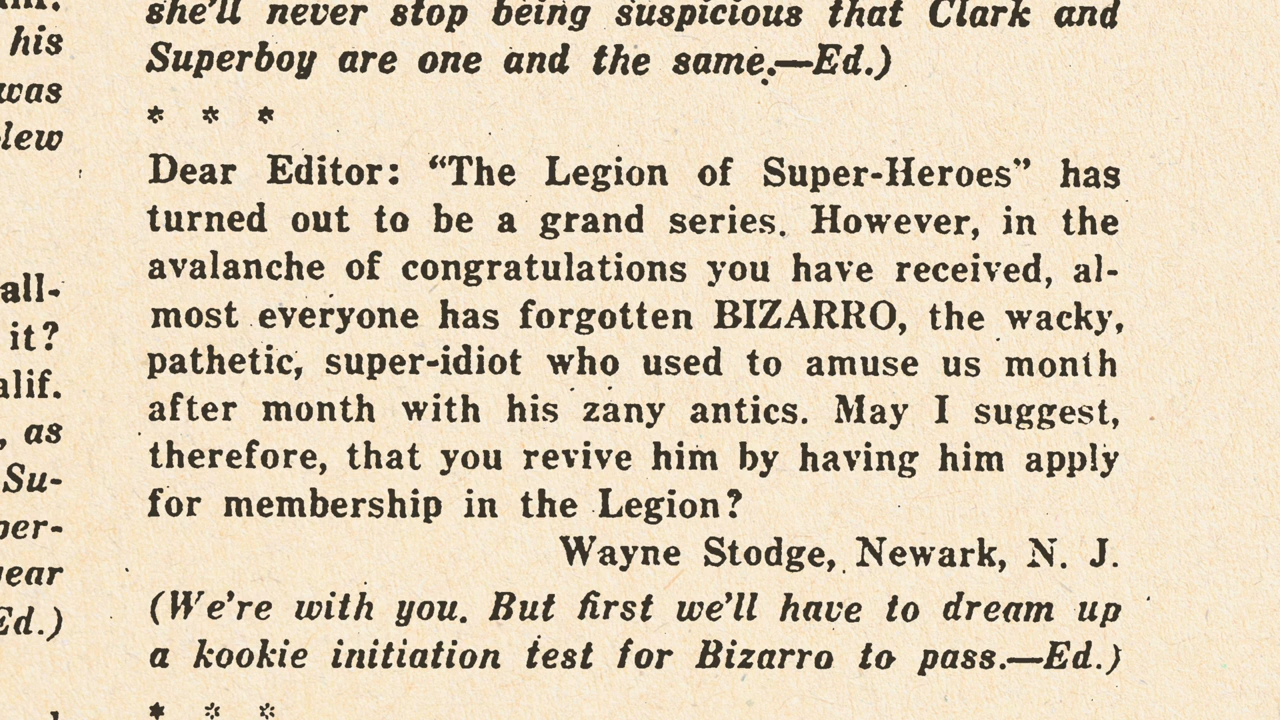 his
was
all-
it?
alif.
, as
Su-
per-
year
Ed.)
she'll never stop being suspicious that Clark and
Superboy are one and the same.—Ed.)
* * *
Dear Editor: “The Legion of Super-Heroes” has
turned out to be a grand series. However, in the
avalanche of congratulations you have received, al-
most everyone has forgotten BIZARRO, the wacky,
pathetic, super-idiot who used to amuse us month
after month with his zany antics. May I suggest,
therefore, that you revive him by having him apply
for membership in the Legion?
Wayne Stodge, Newark, N. J.
(We're with you. But first we'll have to dream up
a kookie initiation test for Bizarro to pass.—Ed.)
* * *